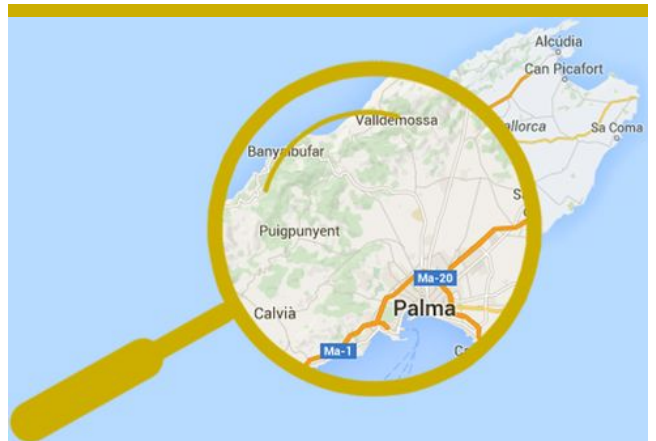 Alcúdia
Can Picafort
Valldemossa
allorca
Sa Coma
Banyalbufar
S
Puigpunyent
Ma-20
Calvià
Palma
Ma-1
C